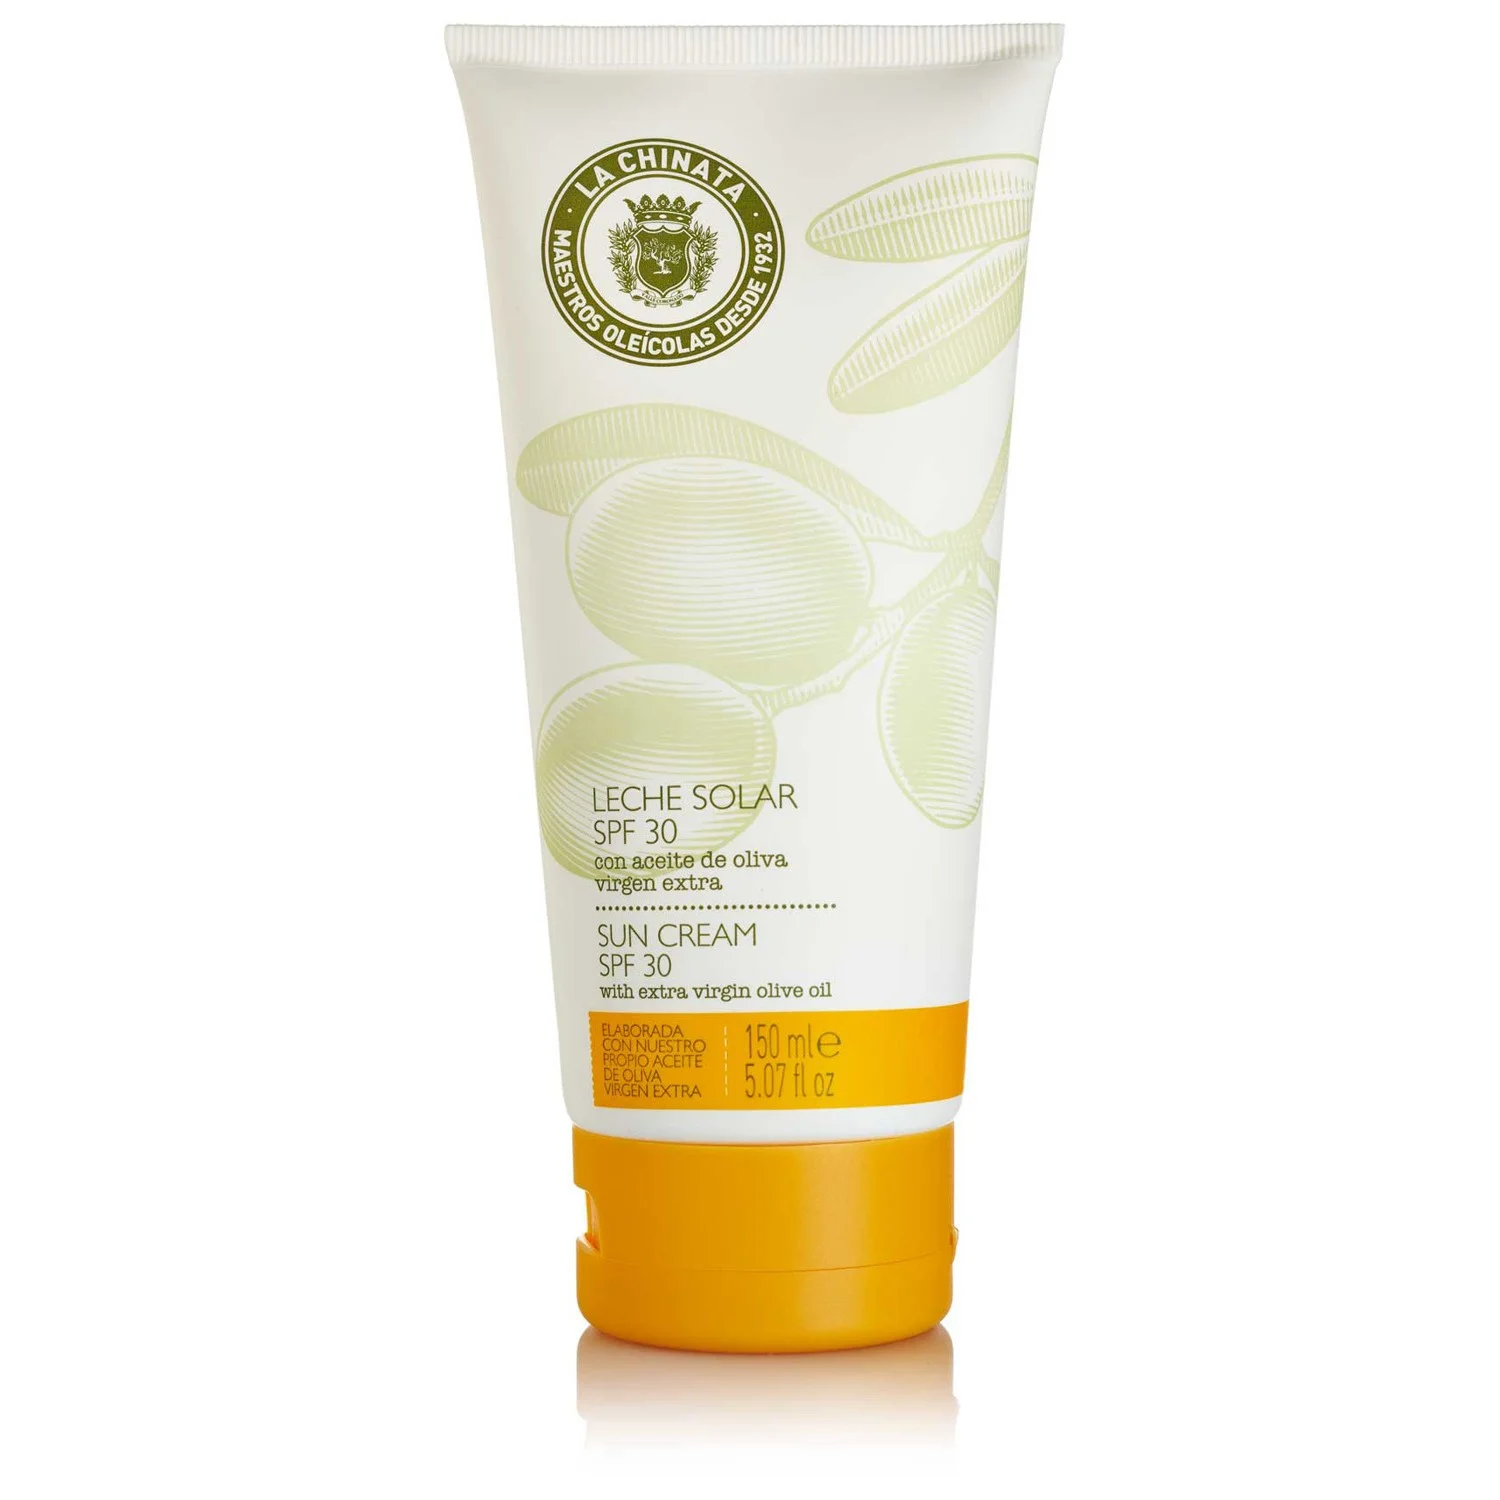 LA CHINATA
MAESTROS OLEÍCOLAS DESDE 1932
LECHE SOLAR
SPF 30
con aceite de oliva
virgen extra
SUN CREAM
SPF 30
with extra virgin olive oil
ELABORADA
CON NUESTRO
PROPIO ACEITE
DE OLIVA
VIRGEN EXTRA
150 ml e
5.07 fl oz